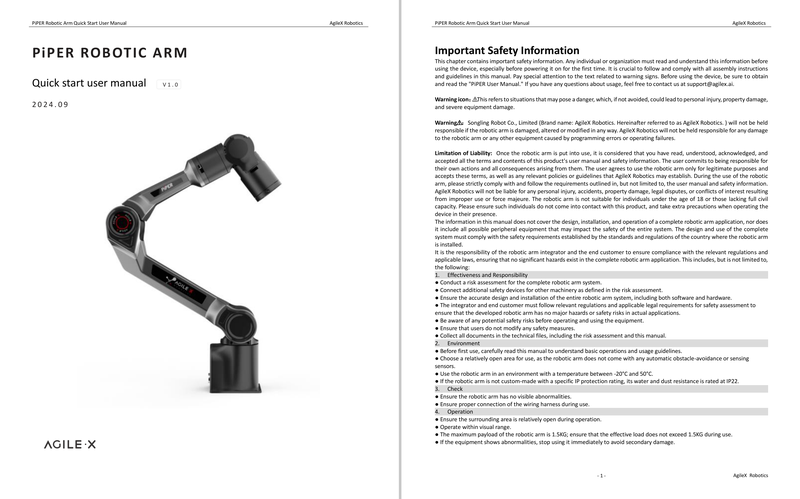 PiPER Robotic Arm Quick Start User Manual AgileX Robotics
PiPER ROBOTIC ARM
Quick start user manual V1.0
2024.09
PiPER
AGILE·X
AGILE·X
PiPER Robotic Arm Quick Start User Manual AgileX Robotics
Important Safety Information
This chapter contains important safety information. Any individual or organization must read and understand this information before
using the device, especially before powering it on for the first time. It is crucial to follow and comply with all assembly instructions
and guidelines in this manual. Pay special attention to the text related to warning signs. Before using the device, be sure to obtain
and read the "PiPER User Manual." If you have any questions about usage, feel free to contact us at support@agilex.ai.
Warning icon: ⚠This refers to situations that may pose a danger, which, if not avoided, could lead to personal injury, property damage,
and severe equipment damage.
Warning⚠: Songling Robot Co., Limited (Brand name: AgileX Robotics. Hereinafter referred to as AgileX Robotics. ) will not be held
responsible if the robotic arm is damaged, altered or modified in any way. AgileX Robotics will not be held responsible for any damage
to the robotic arm or any other equipment caused by programming errors or operating failures.
Limitation of Liability: Once the robotic arm is put into use, it is considered that you have read, understood, acknowledged, and
accepted all the terms and contents of this product's user manual and safety information. The user commits to being responsible for
their own actions and all consequences arising from them. The user agrees to use the robotic arm only for legitimate purposes and
accepts these terms, as well as any relevant policies or guidelines that AgileX Robotics may establish. During the use of the robotic
arm, please strictly comply with and follow the requirements outlined in, but not limited to, the user manual and safety information.
AgileX Robotics will not be liable for any personal injury, accidents, property damage, legal disputes, or conflicts of interest resulting
from improper use or force majeure. The robotic arm is not suitable for individuals under the age of 18 or those lacking full civil
capacity. Please ensure such individuals do not come into contact with this product, and take extra precautions when operating the
device in their presence.
The information in this manual does not cover the design, installation, and operation of a complete robotic arm application, nor does
it include all possible peripheral equipment that may impact the safety of the entire system. The design and use of the complete
system must comply with the safety requirements established by the standards and regulations of the country where the robotic arm
is installed.
It is the responsibility of the robotic arm integrator and the end customer to ensure compliance with the relevant regulations and
applicable laws, ensuring that no significant hazards exist in the complete robotic arm application. This includes, but is not limited to,
the following:
1. Effectiveness and Responsibility
● Conduct a risk assessment for the complete robotic arm system.
● Connect additional safety devices for other machinery as defined in the risk assessment.
● Ensure the accurate design and installation of the entire robotic arm system, including both software and hardware.
● The integrator and end customer must follow relevant regulations and applicable legal requirements for safety assessment to
ensure that the developed robotic arm has no major hazards or safety risks in actual applications.
● Be aware of any potential safety risks before operating and using the equipment.
● Ensure that users do not modify any safety measures.
● Collect all documents in the technical files, including the risk assessment and this manual.
2. Environment
● Before first use, carefully read this manual to understand basic operations and usage guidelines.
● Choose a relatively open area for use, as the robotic arm does not come with any automatic obstacle-avoidance or sensing
sensors.
● Use the robotic arm in an environment with a temperature between -20°C and 50°C.
● If the robotic arm is not custom-made with a specific IP protection rating, its water and dust resistance is rated at IP22.
3. Check
● Ensure the robotic arm has no visible abnormalities.
● Ensure proper connection of the wiring harness during use.
4. Operation
● Ensure the surrounding area is relatively open during operation.
● Operate within visual range.
● The maximum payload of the robotic arm is 1.5KG; ensure that the effective load does not exceed 1.5KG during use.
● If the equipment shows abnormalities, stop using it immediately to avoid secondary damage.
- 1 - AgileX Robotics